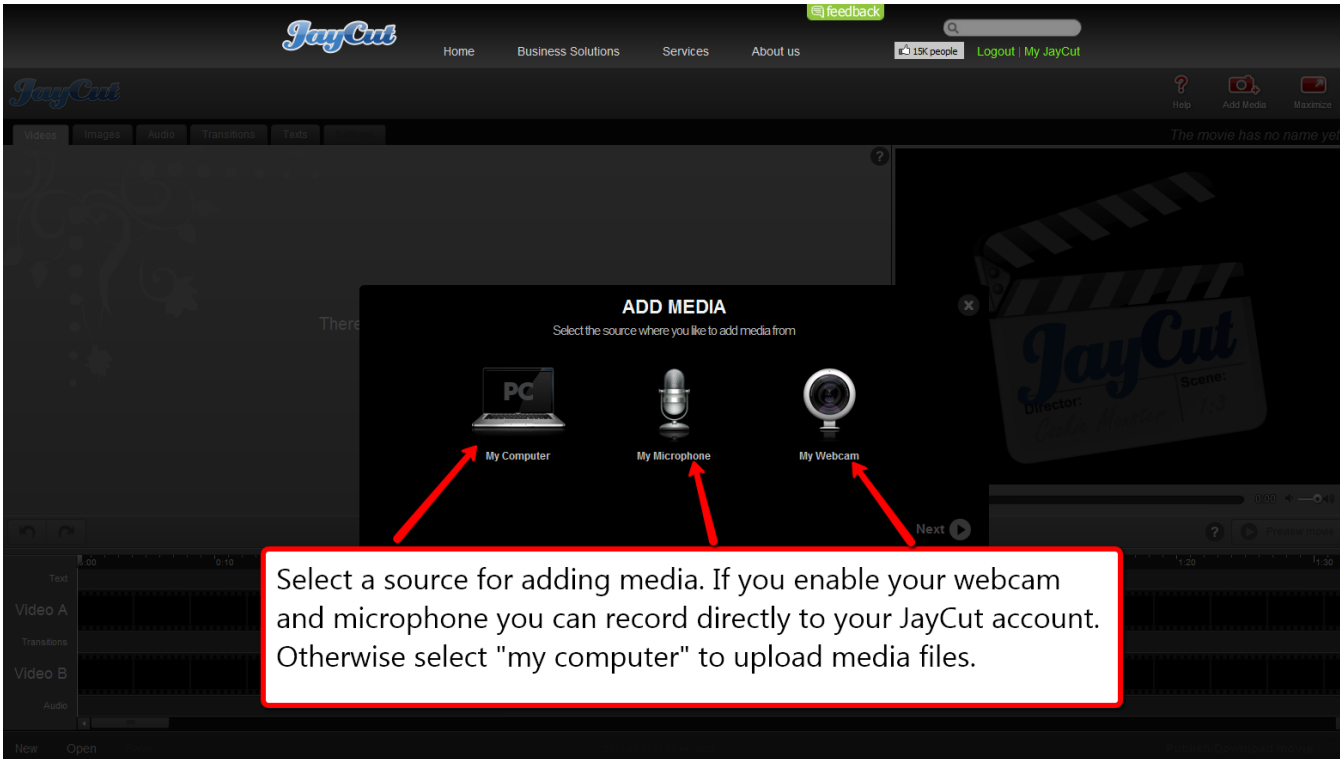 feedback
JayCut
Home Business Solutions Services About us
15K people Logout | My JayCut
JayCut
Help Add Media Maximize
Videos Images Audio Transitions Texts
The movie has no name yet
There
ADD MEDIA
Select the source where you like to add media from
PC
My Computer My Microphone My Webcam
JayCut
Scene:
Director:
0:00
Next
Preview movie
0:10 1:20 1:30
Text
Video A
Transitions
Video B
Audio
Select a source for adding media. If you enable your webcam
and microphone you can record directly to your JayCut account.
Otherwise select "my computer" to upload media files.
New Open